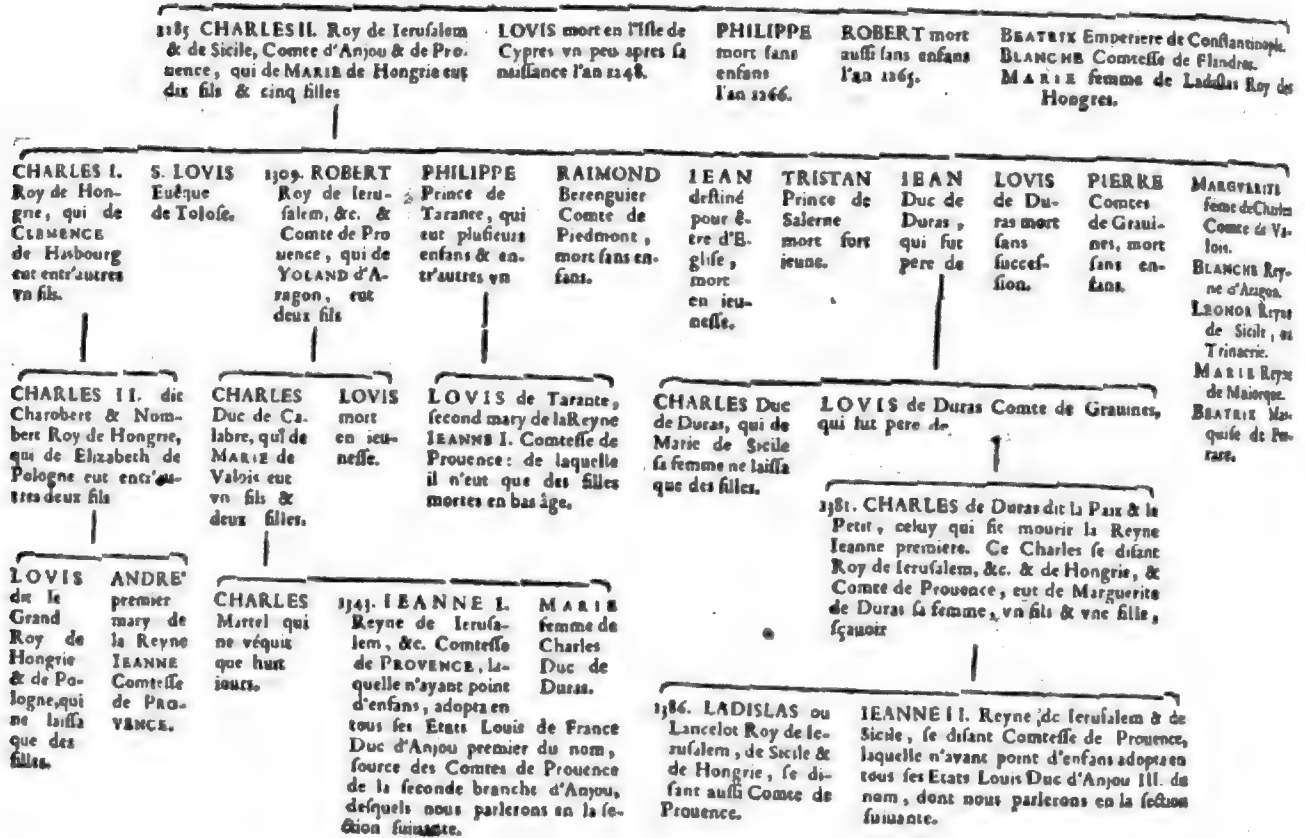 1285 CHARLES II. Roy de Ierusalem
& de Sicile, Comte d'Anjou & de Pro
uence, qui de MARIE de Hongrie eut
dix fils & cinq filles
LOVIS mort en l'Isle de
Cypres vn peu apres sa
naissance l'an 1248.
PHILIPPE
mort sans
enfans
l'an 1266.
ROBERT mort
aussi sans enfans
l'an 1265.
BEATRIX Emperiere de Constantinople.
BLANCHE Comtesse de Flandres.
MARIE femme de Ladislas Roy des
Hongres.
CHARLES I.
Roy de Hon-
grie, qui de
CLEMENCE
de Hasbourg
eut entr'autres
vn fils.
S. LOVIS
Euêque
de Tolose.
1309. ROBERT
Roy de Ieru-
salem, &c. &
Comte de Pro
uence, qui de
YOLAND d'A-
ragon, eut
deux fils
PHILIPPE
Prince de
Tarante, qui
eut plusieurs
enfans & en-
tr'autres vn
RAIMOND
Berenguier
Comte de
Piedmont,
mort sans en-
fans.
IEAN
destiné
pour ê-
tre d'E-
glise,
mort
en ieu-
nesse.
TRISTAN
Prince de
Salerne
mort fort
jeune.
IEAN
Duc de
Duras,
qui fut
pere de
LOVIS
de Du-
ras mort
sans
succes-
sion.
PIERRE
Comtes
de Graui-
nes, mort
sans en-
fans.
MARGVERITE
feme de Charles
Comte de Va-
lois.
BLANCHE Rey-
ne d'Aragon.
LEONOR Reyne
de Sicile, ou
Trinacrie.
MARIE Reyne
de Maiorque.
BEATRIX Mar-
quise de Fer-
rare.
CHARLES II. dit
Charobert & Nom-
bert Roy de Hongrie,
qui de Elizabeth de
Pologne eut entr'au-
tres deux fils
CHARLES
Duc de Ca-
labre, qui de
MARIE de
Valois eut
vn fils &
deux filles.
LOVIS
mort
en ieu-
nesse.
LOVIS de Tarante,
second mary de la Reyne
IEANNE I. Comtesse de
Prouence: de laquelle
il n'eut que des filles
mortes en bas âge.
CHARLES Duc
de Duras, qui de
Marie de Sicile
sa femme ne laissa
que des filles.
LOVIS de Duras Comte de Grauines,
qui fut pere de
1381. CHARLES de Duras dit la Paix & le
Petit, celuy qui fit mourir la Reyne
Ieanne premiere. Ce Charles se disant
Roy de Ierusalem, &c. & de Hongrie, &
Comte de Prouence, eut de Marguerite
de Duras sa femme, vn fils & vne fille,
sçauoir
LOVIS
dit le
Grand
Roy de
Hongrie
& de Po-
logne, qui
ne laissa
que des
filles.
ANDRE'
premier
mary de
la Reyne
IEANNE
Comtesse
de PRO-
VENCE.
CHARLES
Martel qui
ne véquit
que huit
iours.
1343. IEANNE I.
Reyne de Ierusa-
lem, &c. Comtesse
de PROVENCE, la-
quelle n'ayant point
d'enfans, adopta en
tous ses Etats Louis de France
Duc d'Anjou premier du nom,
source des Comtes de Prouence
de la seconde branche d'Anjou,
desquels nous parlerons en la se-
ction suiuante.
MARIE
femme de
Charles
Duc de
Duras.
1386. LADISLAS ou
Lancelot Roy de Ie-
rusalem, de Sicile &
de Hongrie, se di-
sant aussi Comte de
Prouence.
IEANNE II. Reyne de Ierusalem & de
Sicile, se disant Comtesse de Prouence,
laquelle n'ayant point d'enfans adopta en
tous ses Etats Louis Duc d'Anjou III. du
nom, dont nous parlerons en la section
suiuante.